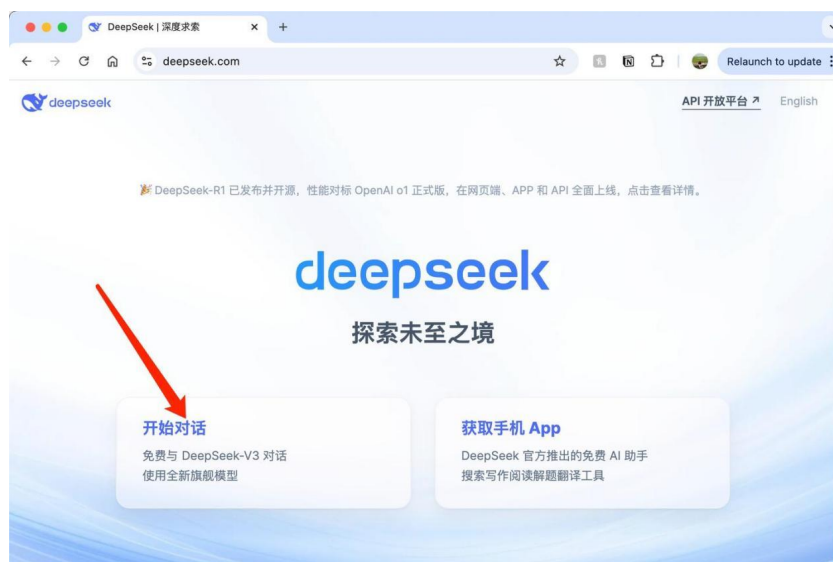 DeepSeek | 深度求索
deepseek.com
Relaunch to update
deepseek
API 开放平台
English
🎉 DeepSeek-R1 已发布并开源，性能对标 OpenAI o1 正式版，在网页端、APP 和 API 全面上线，点击查看详情。
deepseek
探索未至之境
开始对话
获取手机 App
免费与 DeepSeek-V3 对话
使用全新旗舰模型
DeepSeek 官方推出的免费 AI 助手
搜索写作阅读解题翻译工具